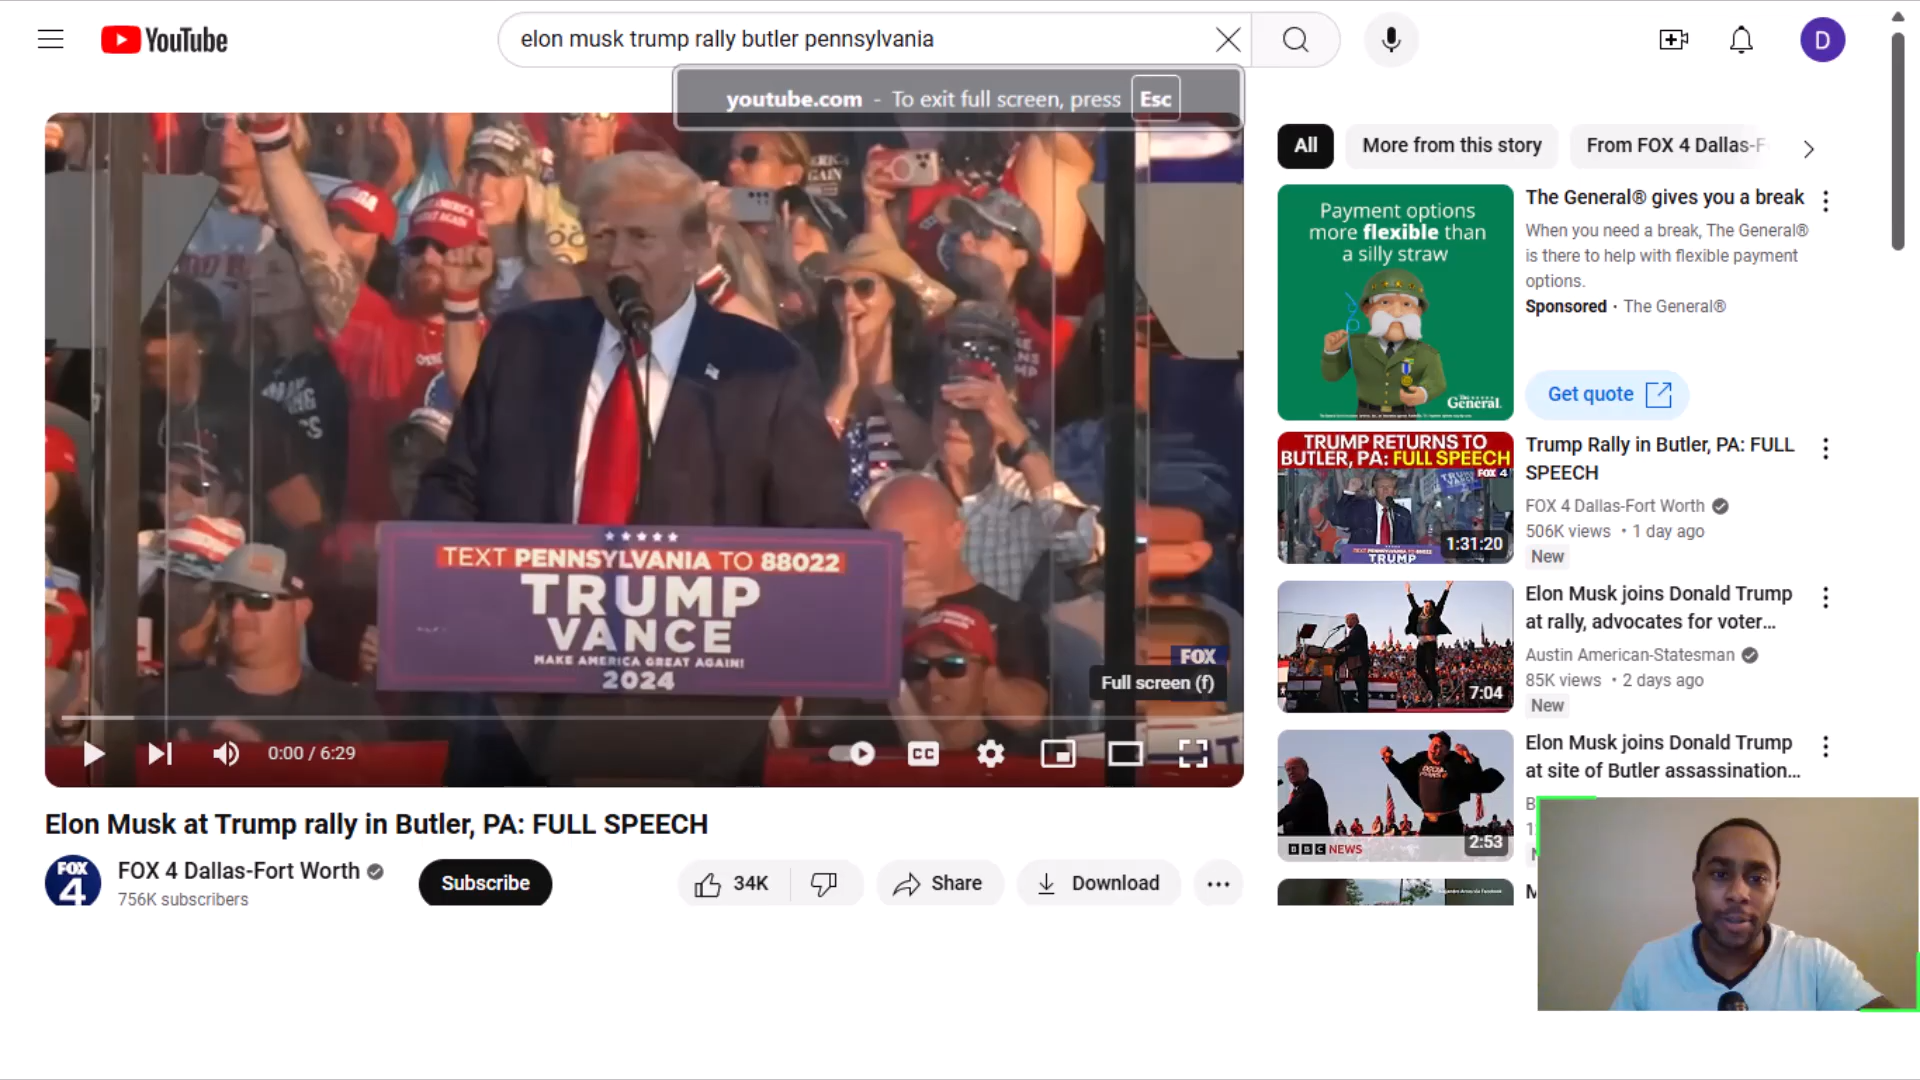 YouTube
elon musk trump rally butler pennsylvania
D
youtube.com - To exit full screen, press Esc
TEXT PENNSYLVANIA TO 88022
TRUMP
VANCE
MAKE AMERICA GREAT AGAIN!
2024
FOX
Full screen (f)
0:00 / 6:29
CC
Elon Musk at Trump rally in Butler, PA: FULL SPEECH
FOX
4
FOX 4 Dallas-Fort Worth
756K subscribers
Subscribe
34K
Share
Download
All
More from this story
From FOX 4 Dallas-F
Payment options
more flexible than
a silly straw
The General
The General® gives you a break
When you need a break, The General®
is there to help with flexible payment
options.
Sponsored · The General®
Get quote
TRUMP RETURNS TO
BUTLER, PA: FULL SPEECH
FOX 4
TRUMP
1:31:20
Trump Rally in Butler, PA: FULL
SPEECH
FOX 4 Dallas-Fort Worth
506K views • 1 day ago
New
7:04
Elon Musk joins Donald Trump
at rally, advocates for voter...
Austin American-Statesman
85K views • 2 days ago
New
BBC NEWS
2:53
Elon Musk joins Donald Trump
at site of Butler assassination...
B
1
M